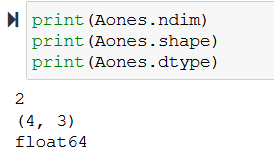 print(Aones.ndim)
print(Aones.shape)
print(Aones.dtype)
2
(4, 3)
float64